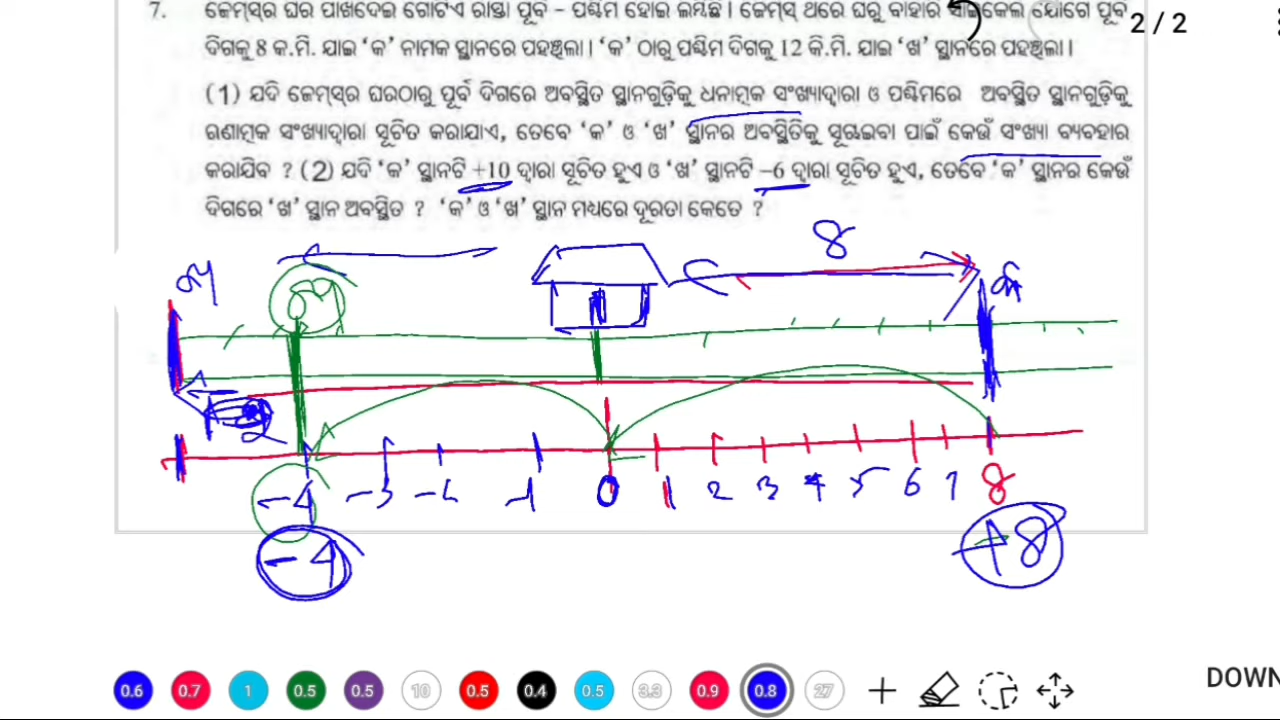 7. ଜେମ୍ସ୍‌ର ଘର ପାଖଦେଇ ଗୋଟିଏ ରାସ୍ତା ପୂର୍ବ - ପଶ୍ଚିମ ହୋଇ ଲମ୍ବିଛି । ଜେମ୍ସ୍ ଥରେ ଘରୁ ବାହାରି ସାଇକେଲ ଯୋଗେ ପୂର୍ବ
2 / 2
ଦିଗକୁ 8 କି.ମି. ଯାଇ ‘କ’ ନାମକ ସ୍ଥାନରେ ପହଞ୍ଚିଲା । ‘କ’ ଠାରୁ ପଶ୍ଚିମ ଦିଗକୁ 12 କି.ମି. ଯାଇ ‘ଖ’ ସ୍ଥାନରେ ପହଞ୍ଚିଲା ।
(1) ଯଦି ଜେମ୍ସ୍‌ର ଘରଠାରୁ ପୂର୍ବ ଦିଗରେ ଅବସ୍ଥିତ ସ୍ଥାନଗୁଡ଼ିକୁ ଧନାତ୍ମକ ସଂଖ୍ୟାଦ୍ୱାରା ଓ ପଶ୍ଚିମରେ ଅବସ୍ଥିତ ସ୍ଥାନଗୁଡ଼ିକୁ
ଋଣାତ୍ମକ ସଂଖ୍ୟାଦ୍ୱାରା ସୂଚିତ କରାଯାଏ, ତେବେ ‘କ’ ଓ ‘ଖ’ ସ୍ଥାନର ଅବସ୍ଥିତିକୁ ସୂଚାଇବା ପାଇଁ କେଉଁ ସଂଖ୍ୟା ବ୍ୟବହାର
କରାଯିବ ? (2) ଯଦି ‘କ’ ସ୍ଥାନଟି +10 ଦ୍ୱାରା ସୂଚିତ ହୁଏ ଓ ‘ଖ’ ସ୍ଥାନଟି –6 ଦ୍ୱାରା ସୂଚିତ ହୁଏ, ତେବେ ‘କ’ ସ୍ଥାନର କେଉଁ
ଦିଗରେ ‘ଖ’ ସ୍ଥାନ ଅବସ୍ଥିତ ? ‘କ’ ଓ ‘ଖ’ ସ୍ଥାନ ମଧ୍ୟରେ ଦୂରତା କେତେ ?
8
କ
-4 -3 -2 -1 0 1 2 3 4 5 6 7 8
-4 +8
0.6 0.7 1 0.5 0.5 10 0.5 0.4 0.5 3.3 0.9 0.8 27
DOWN